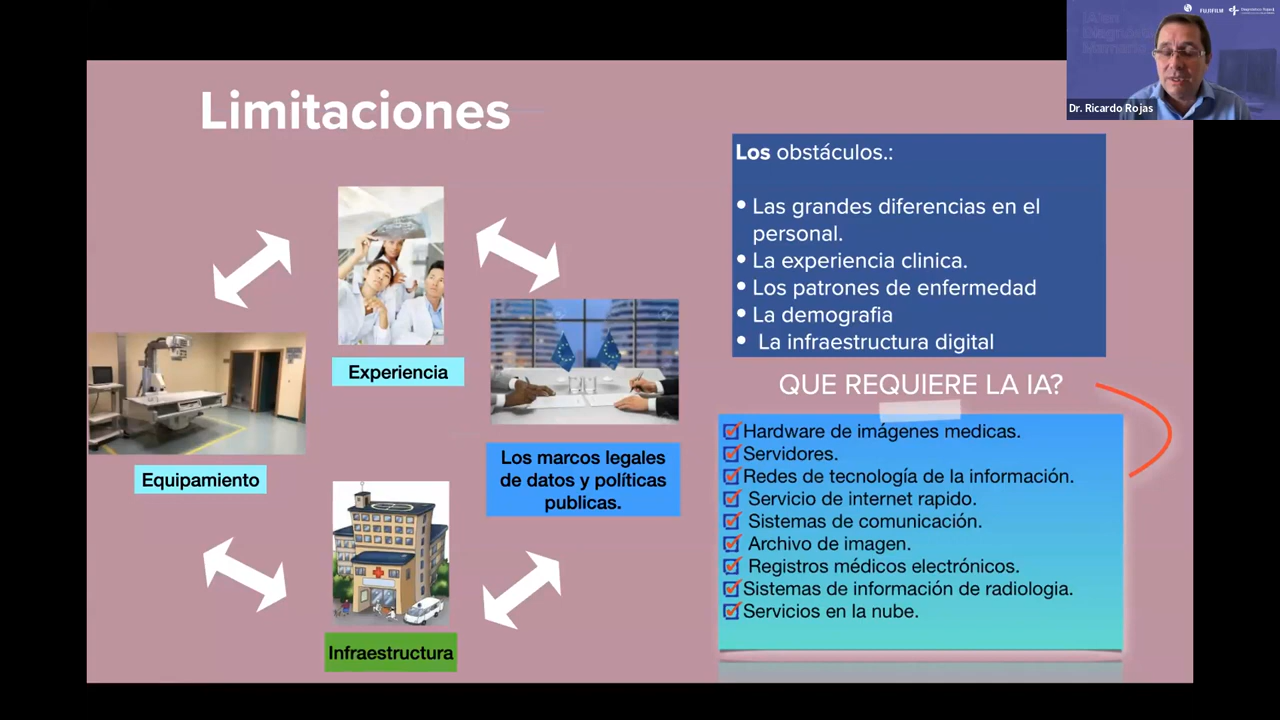 Limitaciones
FUJIFILM
Dr. Ricardo Rojas
Los obstáculos.:
• Las grandes diferencias en el
personal.
• La experiencia clinica.
• Los patrones de enfermedad
• La demografia
• La infraestructura digital
Experiencia
Equipamiento
Los marcos legales
de datos y políticas
publicas.
Infraestructura
QUE REQUIERE LA IA?
Hardware de imágenes medicas.
Servidores.
Redes de tecnología de la información.
Servicio de internet rapido.
Sistemas de comunicación.
Archivo de imagen.
Registros médicos electrónicos.
Sistemas de información de radiologia.
Servicios en la nube.